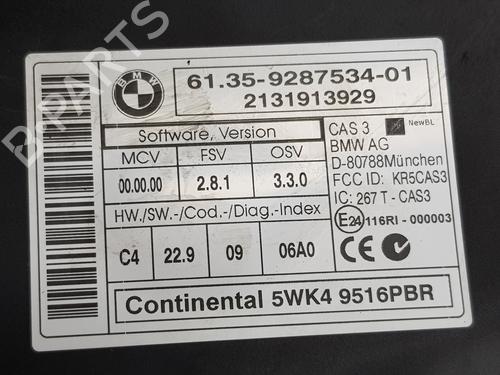 BMW
61.35-9287534-01
2131913929
Software, Version
MCV FSV OSV
00.00.00 2.8.1 3.3.0
HW./SW.-/Cod.-/Diag.-Index
C4 22.9 09 06A0
CAS 3 NewBL
BMW AG
D-80788München
FCC ID: KR5CAS3
IC: 267 T - CAS3
E24 116RI - 000003
CE
Continental 5WK4 9516PBR
B-PARTS